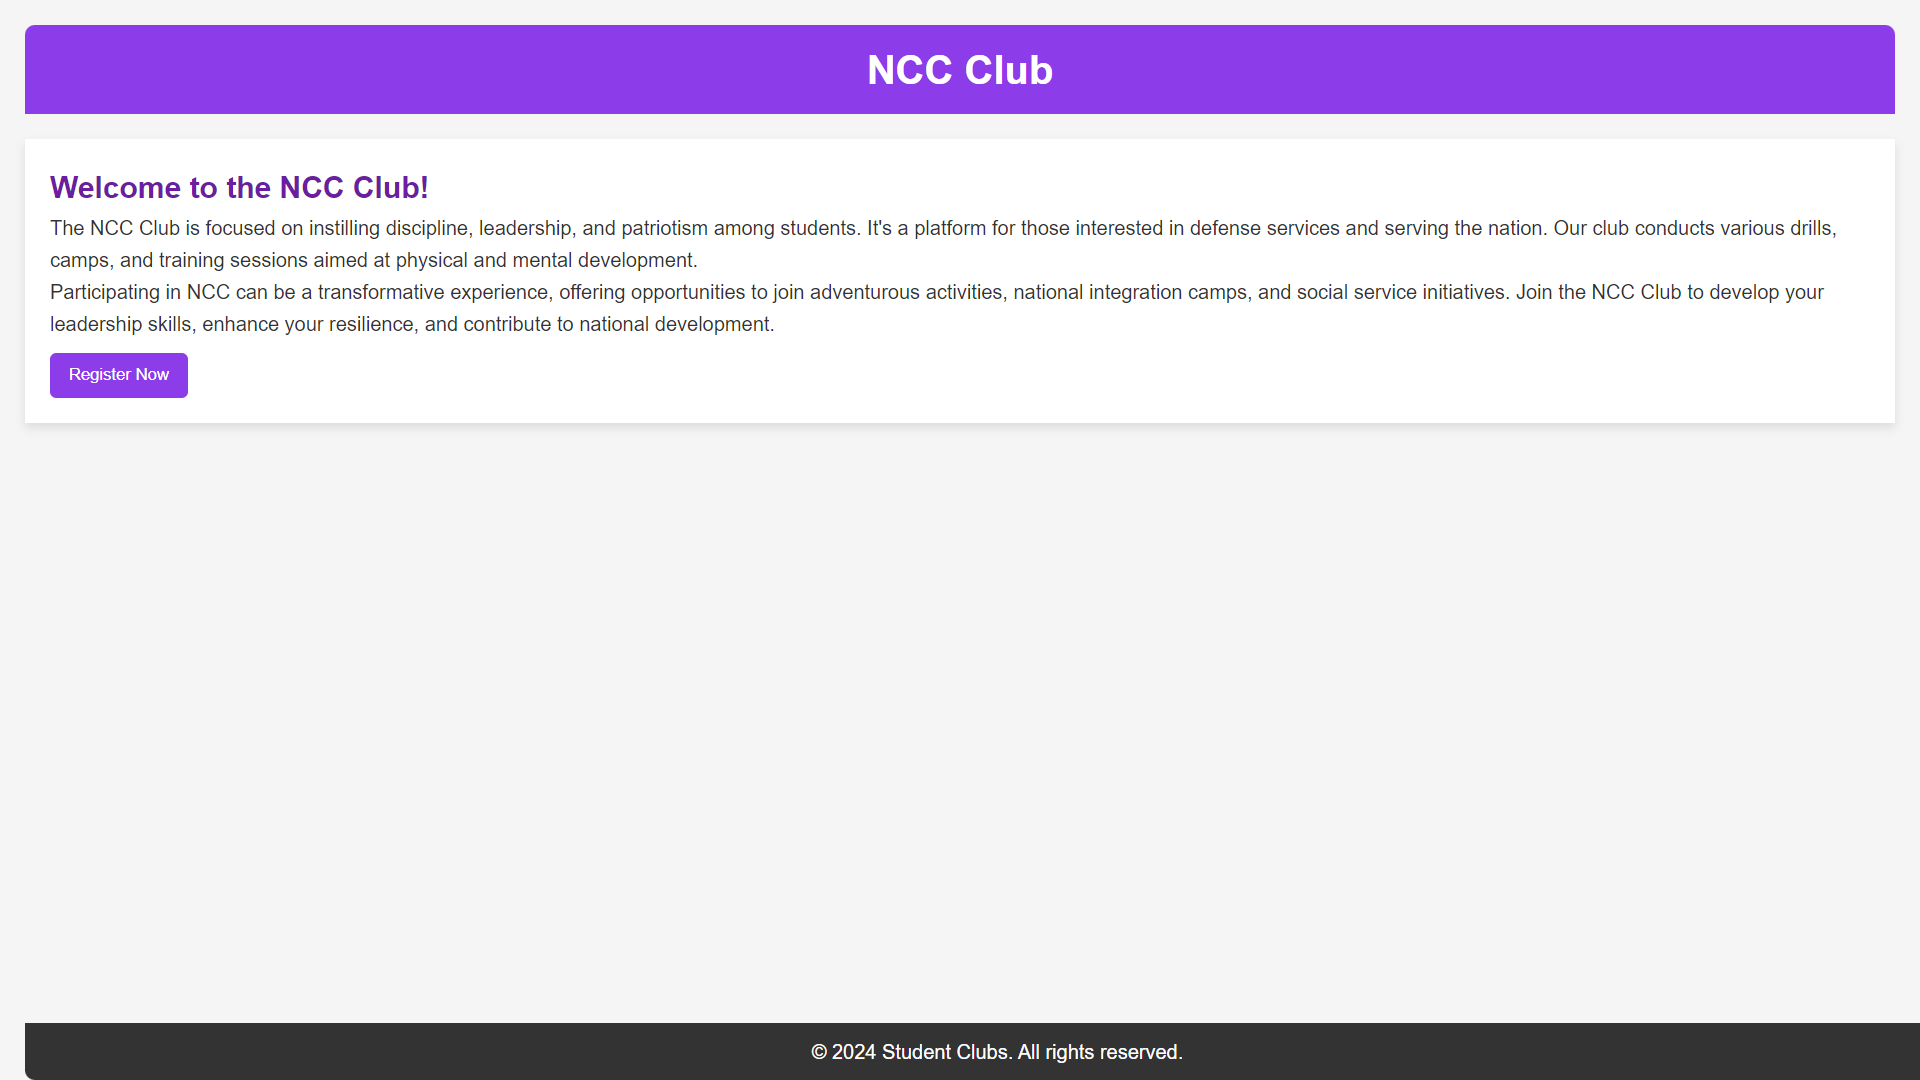 NCC Club
Welcome to the NCC Club!
The NCC Club is focused on instilling discipline, leadership, and patriotism among students. It's a platform for those interested in defense services and serving the nation. Our club conducts various drills,
camps, and training sessions aimed at physical and mental development.
Participating in NCC can be a transformative experience, offering opportunities to join adventurous activities, national integration camps, and social service initiatives. Join the NCC Club to develop your
leadership skills, enhance your resilience, and contribute to national development.
Register Now
© 2024 Student Clubs. All rights reserved.